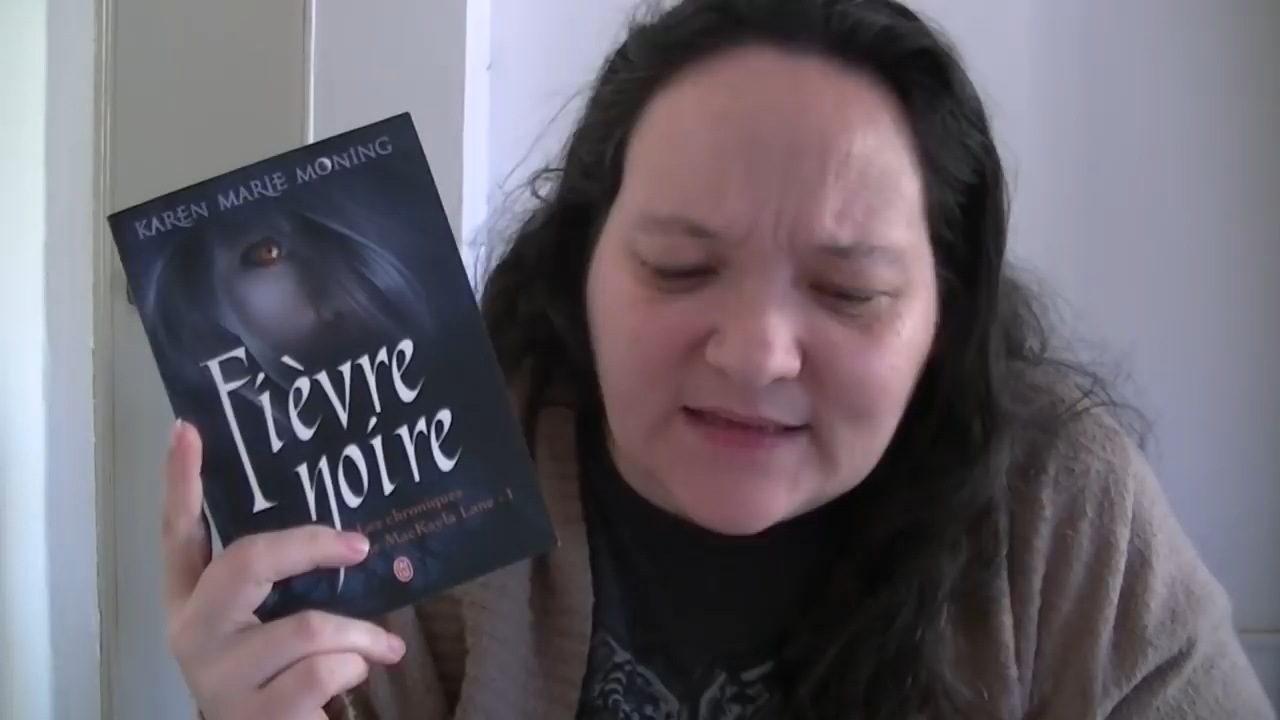 KAREN MARIE MONING
Fièvre
noire
Les chroniques
MacKayla Lane - 1